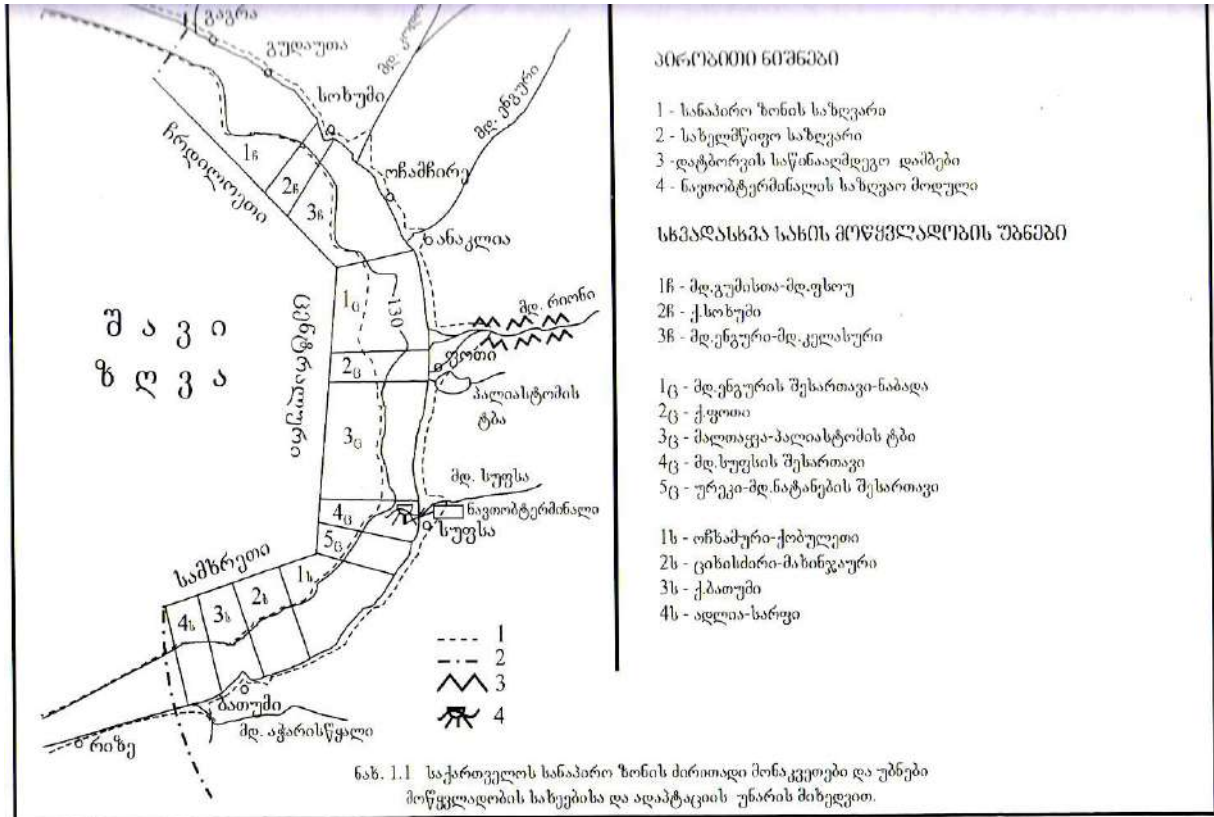 გაგრა
გუდაუთა
სოხუმი
მდ. ენგური
ოჩამჩირე
ანაკლია
ჩრდილოეთი
1ჩ
2ჩ
3ჩ
შავი
ზღვა
ცენტრალური
1ც
130
მდ. რიონი
2ც
ფოთი
პალიასტომის
ტბა
3ც
მდ. სუფსა
4ც
ნავთობტერმინალი
სუფსა
5ც
სამხრეთი
1ს
2ს
3ს
4ს
ბათუმი
მდ. აჭარისწყალი
რიზე
1
2
3
4
პირობითი ნიშნები
1 - სანაპირო ზონის საზღვარი
2 - სახელმწიფო საზღვარი
3 -დატბორვის საწინააღმდეგო დამბები
4 - ნავთობტერმინალის საზღვაო მოდული
სხვადასხვა სახის მოწყვლადობის უბნები
1ჩ - მდ.გუმისთა-მდ.ფსოუ
2ჩ - ქ.სოხუმი
3ჩ - მდ.ენგური-მდ.კელასური
1ც - მდ.ენგურის შესართავი-ნაბადა
2ც - ქ.ფოთი
3ც - მალთაყვა-პალიასტომის ტბი
4ც - მდ.სუფსის შესართავი
5ც - ურეკი-მდ.ნატანების შესართავი
1ს - ოჩხამური-ქობულეთი
2ს - ციხისძირი-მახინჯაური
3ს - ქ.ბათუმი
4ს - ადლია-სარფი
ნახ. 1.1 საქართველოს სანაპირო ზონის ძირითადი მონაკვეთები და უბნები
მოწყვლადობის სახეებისა და ადაპტაციის უნარის მიხედვით.